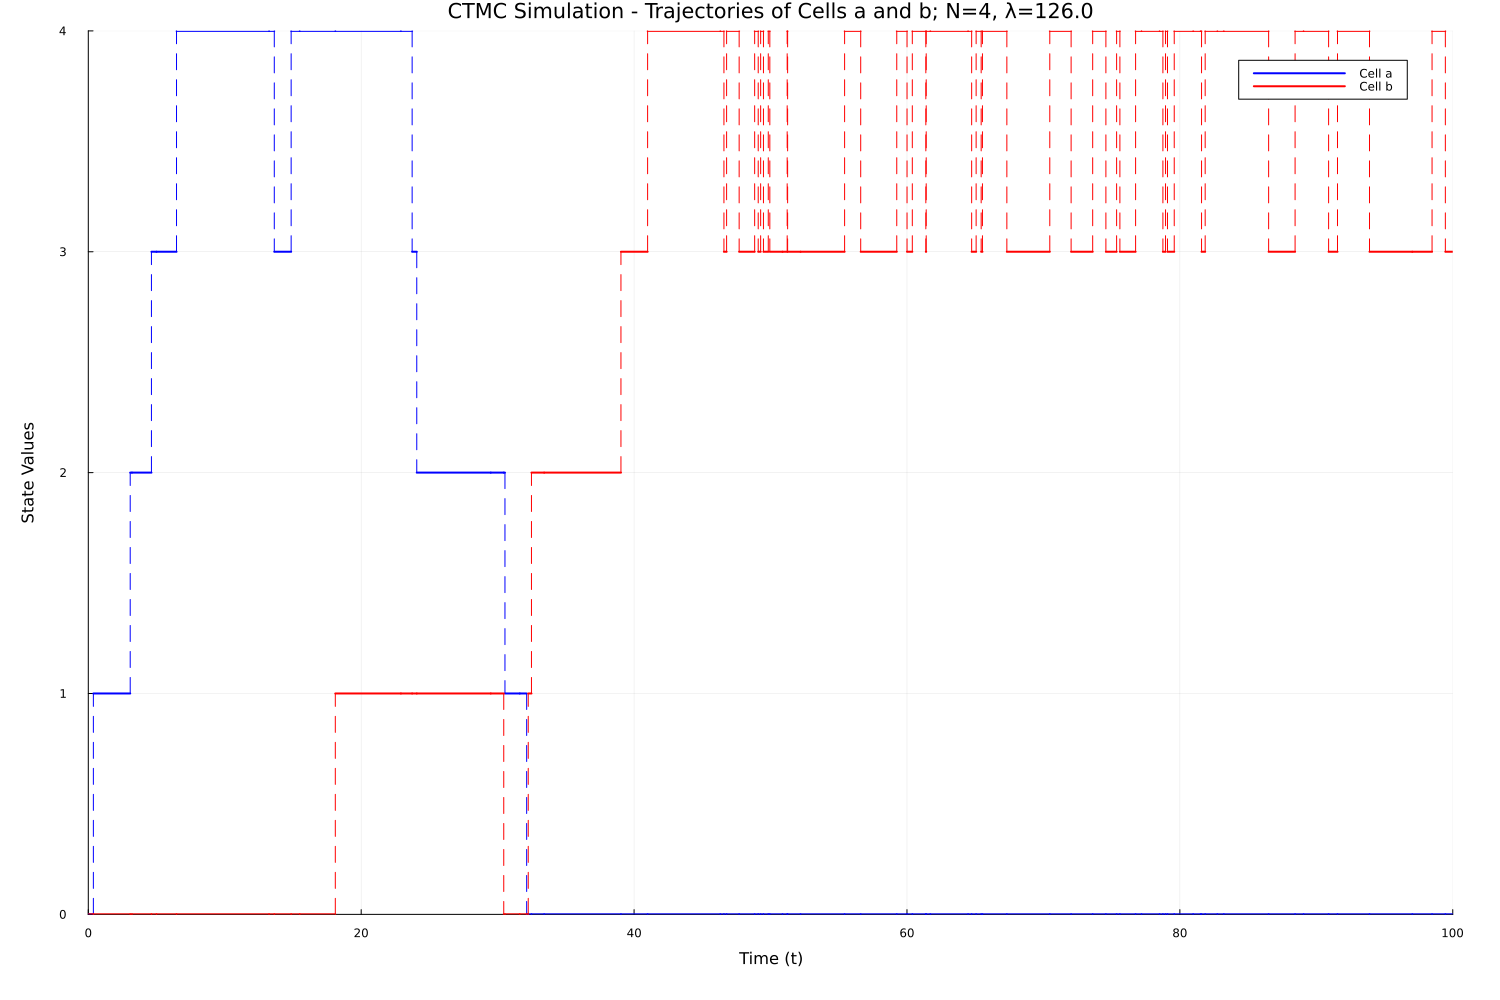 CTMC Simulation - Trajectories of Cells a and b; N=4, λ=126.0
4
Cell a
Cell b
3
State Values
2
1
0
0 20 40 60 80 100
Time (t)